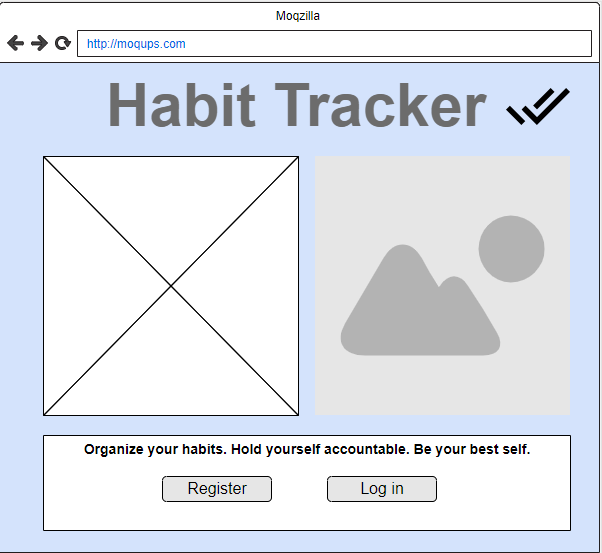 Moqzilla
http://moqups.com
Habit Tracker
Organize your habits. Hold yourself accountable. Be your best self.
Register Log in